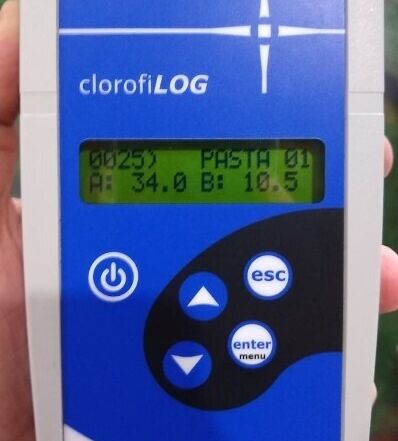 clorofiLOG
0025)   PASTA 01
A: 34.0 B: 10.5
esc
enter
menu